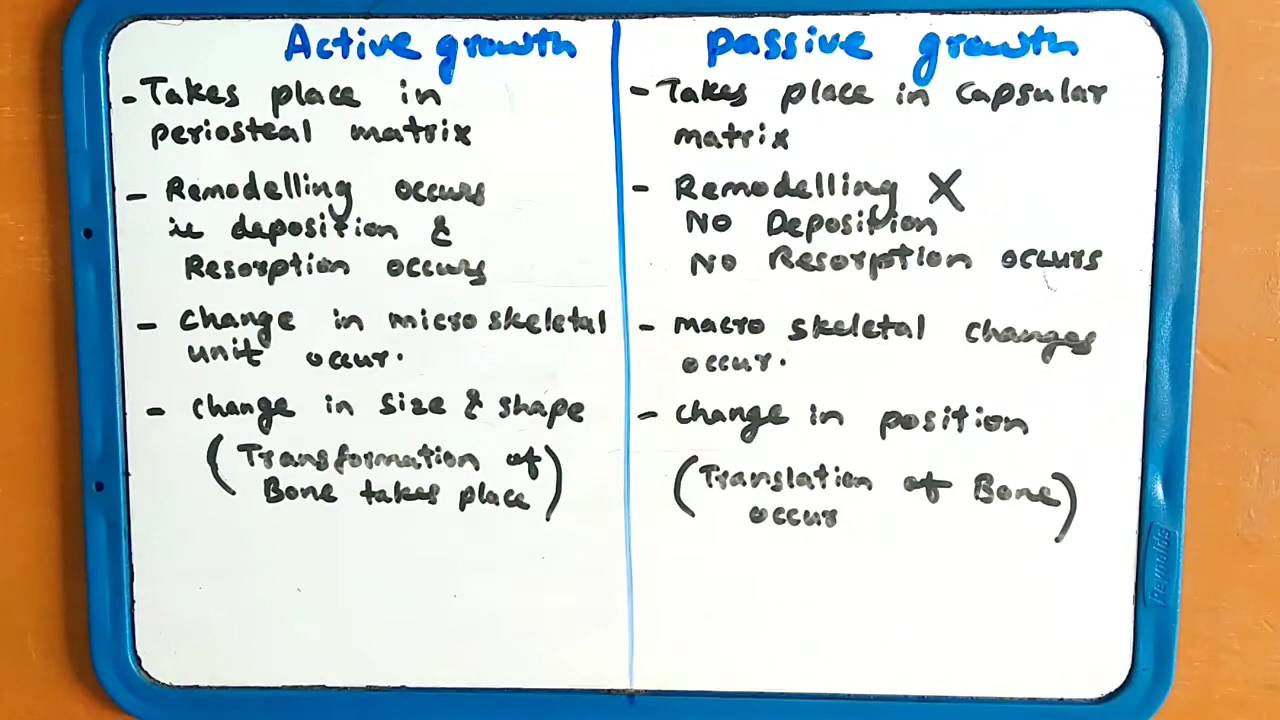 Active growth
- Takes place in
periosteal matrix
- Remodelling occurs
ie deposition &
Resorption occurs
- change in micro skeletal
unit occur.
- change in size & shape
(Transformation of
Bone takes place)
passive growth
- Takes place in capsular
matrix
- Remodelling X
No Deposition
No Resorption occurs
- macro skeletal changes
occur.
- change in position
(Translation of Bone)
occur
Reynolds